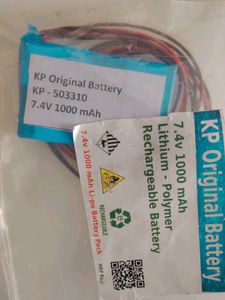 KP Original Battery
KP - 503310
7.4V 1000 mAh
KP Original Battery
7.4v 1000 mAh
Lithium - Polymer
Rechargeable Battery
RECHARGEABLE
7.4v 1000 mAh Li-po Battery Pack